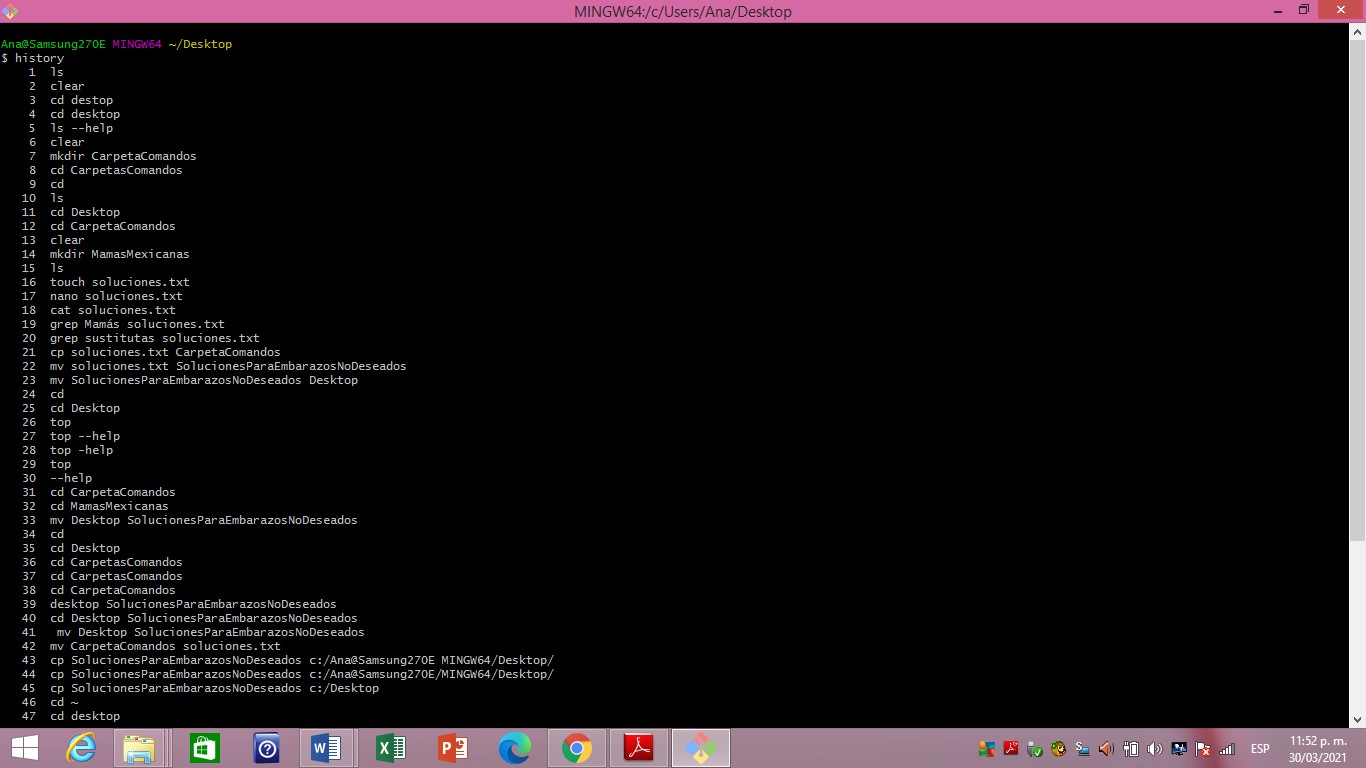 MINGW64:/c/Users/Ana/Desktop
Ana@Samsung270E MINGW64 ~/Desktop
$ history
1 ls
2 clear
3 cd destop
4 cd desktop
5 ls --help
6 clear
7 mkdir CarpetaComandos
8 cd CarpetasComandos
9 cd
10 ls
11 cd Desktop
12 cd CarpetaComandos
13 clear
14 mkdir MamasMexicanas
15 ls
16 touch soluciones.txt
17 nano soluciones.txt
18 cat soluciones.txt
19 grep Mamás soluciones.txt
20 grep sustitutas soluciones.txt
21 cp soluciones.txt CarpetaComandos
22 mv soluciones.txt SolucionesParaEmbarazosNoDeseados
23 mv SolucionesParaEmbarazosNoDeseados Desktop
24 cd
25 cd Desktop
26 top
27 top --help
28 top -help
29 top
30 --help
31 cd CarpetaComandos
32 cd MamasMexicanas
33 mv Desktop SolucionesParaEmbarazosNoDeseados
34 cd
35 cd Desktop
36 cd CarpetasComandos
37 cd CarpetasComandos
38 cd CarpetaComandos
39 desktop SolucionesParaEmbarazosNoDeseados
40 cd Desktop SolucionesParaEmbarazosNoDeseados
41 mv Desktop SolucionesParaEmbarazosNoDeseados
42 mv CarpetaComandos soluciones.txt
43 cp SolucionesParaEmbarazosNoDeseados c:/Ana@Samsung270E MINGW64/Desktop/
44 cp SolucionesParaEmbarazosNoDeseados c:/Ana@Samsung270E/MINGW64/Desktop/
45 cp SolucionesParaEmbarazosNoDeseados c:/Desktop
46 cd ~
47 cd desktop
ESP
11:52 p. m.
30/03/2021